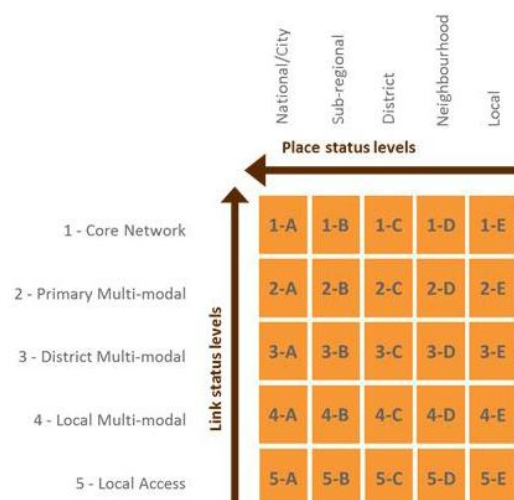 National/City
Sub-regional
District
Neighbourhood
Local
Place status levels
Link status levels
1 - Core Network 1-A 1-B 1-C 1-D 1-E
2 - Primary Multi-modal 2-A 2-B 2-C 2-D 2-E
3 - District Multi-modal 3-A 3-B 3-C 3-D 3-E
4 - Local Multi-modal 4-A 4-B 4-C 4-D 4-E
5 - Local Access 5-A 5-B 5-C 5-D 5-E